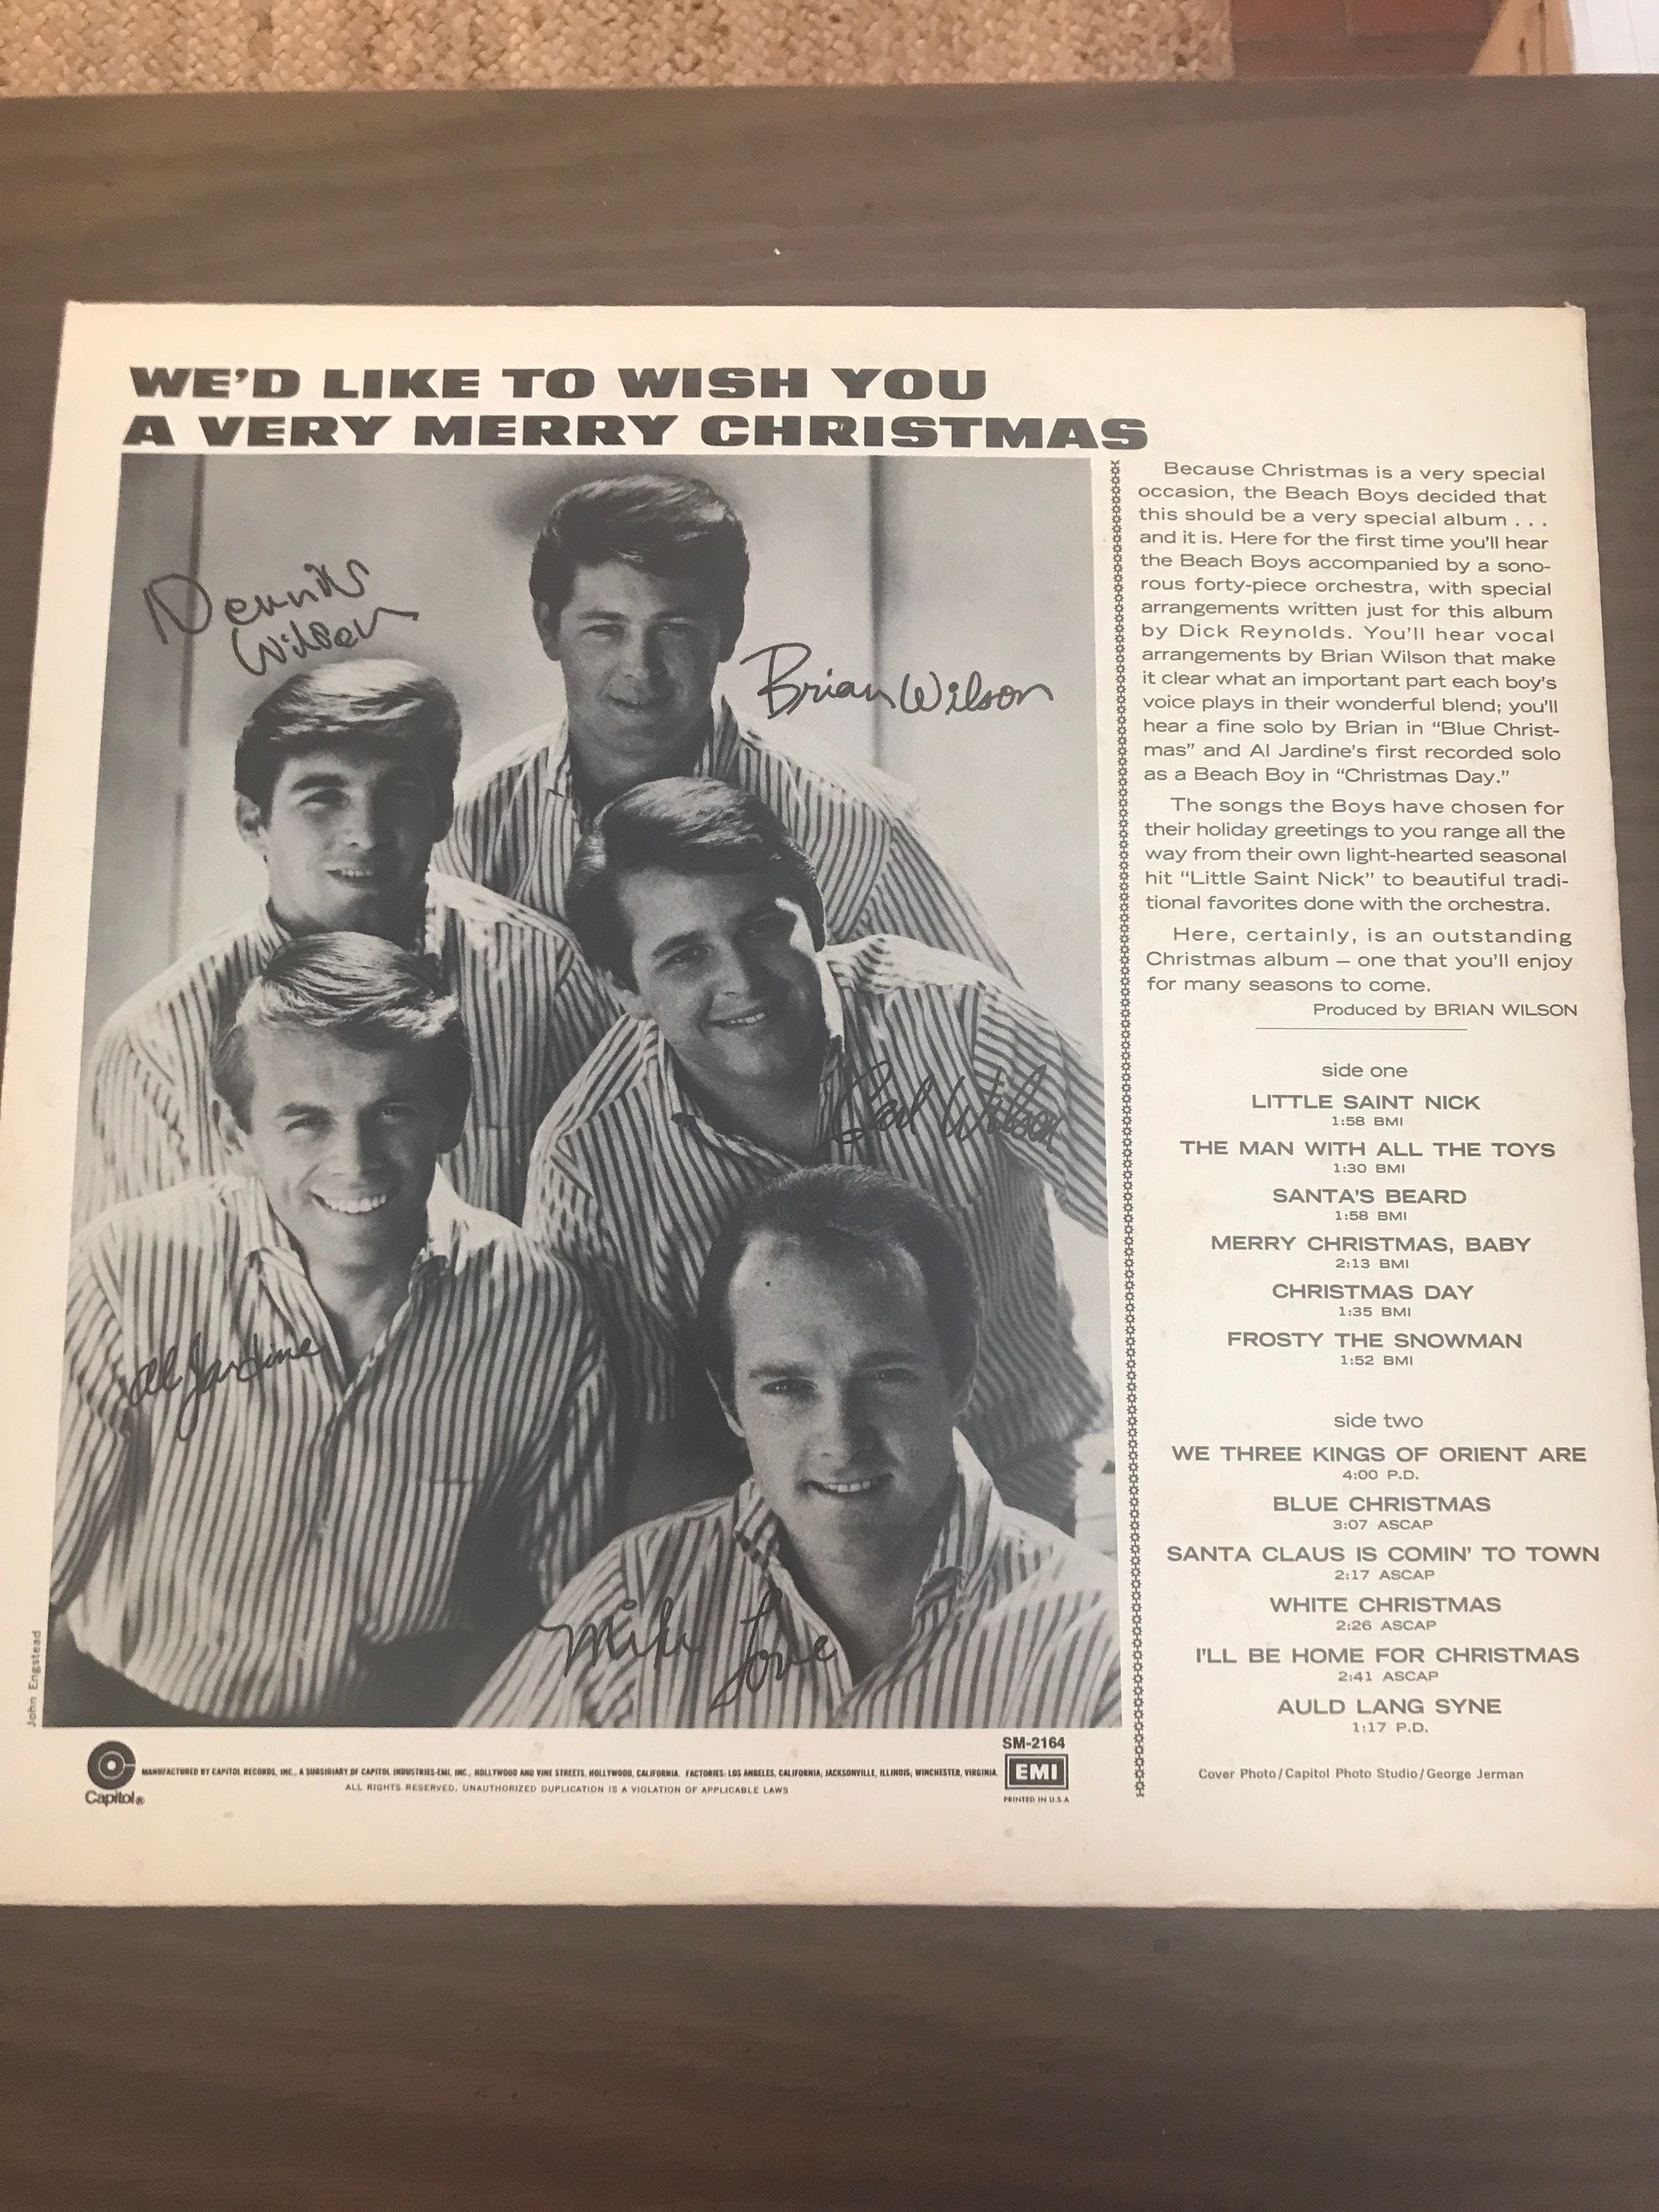 WE'D LIKE TO WISH YOU
A VERY MERRY CHRISTMAS
Dennis
Wilson
Brian Wilson
Carl Wilson
Al Jardine
Mike Love
John Engstead
Because Christmas is a very special
occasion, the Beach Boys decided that
this should be a very special album . . .
and it is. Here for the first time you'll hear
the Beach Boys accompanied by a sono-
rous forty-piece orchestra, with special
arrangements written just for this album
by Dick Reynolds. You'll hear vocal
arrangements by Brian Wilson that make
it clear what an important part each boy's
voice plays in their wonderful blend; you'll
hear a fine solo by Brian in “Blue Christ-
mas” and Al Jardine's first recorded solo
as a Beach Boy in “Christmas Day.”
The songs the Boys have chosen for
their holiday greetings to you range all the
way from their own light-hearted seasonal
hit “Little Saint Nick” to beautiful tradi-
tional favorites done with the orchestra.
Here, certainly, is an outstanding
Christmas album — one that you'll enjoy
for many seasons to come.
Produced by BRIAN WILSON
side one
LITTLE SAINT NICK
1:58 BMI
THE MAN WITH ALL THE TOYS
1:30 BMI
SANTA'S BEARD
1:58 BMI
MERRY CHRISTMAS, BABY
2:13 BMI
CHRISTMAS DAY
1:35 BMI
FROSTY THE SNOWMAN
1:52 BMI
side two
WE THREE KINGS OF ORIENT ARE
4:00 P.D.
BLUE CHRISTMAS
3:07 ASCAP
SANTA CLAUS IS COMIN' TO TOWN
2:17 ASCAP
WHITE CHRISTMAS
2:26 ASCAP
I'LL BE HOME FOR CHRISTMAS
2:41 ASCAP
AULD LANG SYNE
1:17 P.D.
Cover Photo/Capitol Photo Studio/George Jerman
SM-2164
EMI
PRINTED IN U.S.A
Capitol®
MANUFACTURED BY CAPITOL RECORDS, INC., A SUBSIDIARY OF CAPITOL INDUSTRIES-EMI, INC., HOLLYWOOD AND VINE STREETS, HOLLYWOOD, CALIFORNIA. FACTORIES: LOS ANGELES, CALIFORNIA; JACKSONVILLE, ILLINOIS; WINCHESTER, VIRGINIA.
ALL RIGHTS RESERVED. UNAUTHORIZED DUPLICATION IS A VIOLATION OF APPLICABLE LAWS